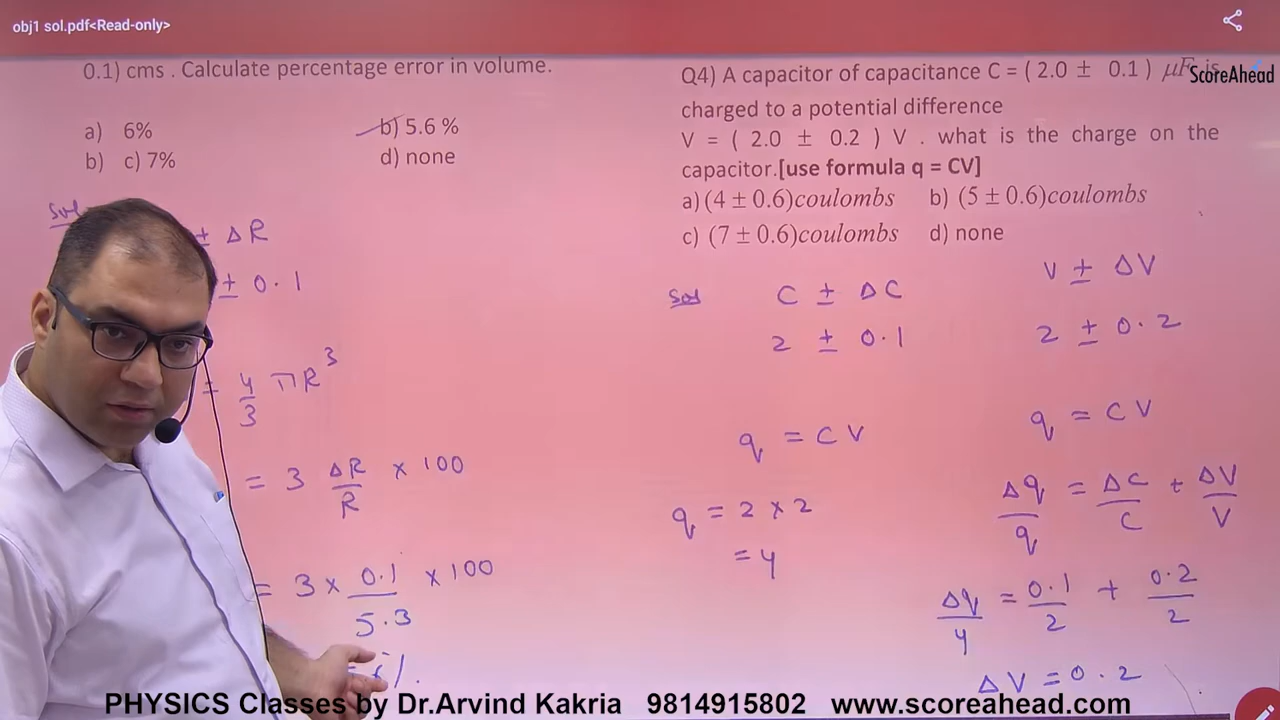 obj1 sol.pdf<Read-only>
ScoreAhead
0.1) cms . Calculate percentage error in volume.
a) 6%
b) 5.6 %
b) c) 7%
d) none
Sol
± Δ R
± 0.1
= 4/3 π R³
= 3 ΔR/R × 100
= 3 × 0.1/5.3 × 100
Q4) A capacitor of capacitance C = ( 2.0 ± 0.1 ) μF is
charged to a potential difference
V = ( 2.0 ± 0.2 ) V . what is the charge on the
capacitor.[use formula q = CV]
a) (4 ± 0.6)coulombs b) (5 ± 0.6)coulombs
c) (7 ± 0.6)coulombs d) none
Sol
C ± ΔC
2 ± 0.1
q = C V
q = 2 × 2
= 4
V ± ΔV
2 ± 0.2
q = C V
Δq/q = ΔC/C + ΔV/V
Δq/4 = 0.1/2 + 0.2/2
ΔV = 0.2
PHYSICS Classes by Dr.Arvind Kakria 9814915802 www.scoreahead.com